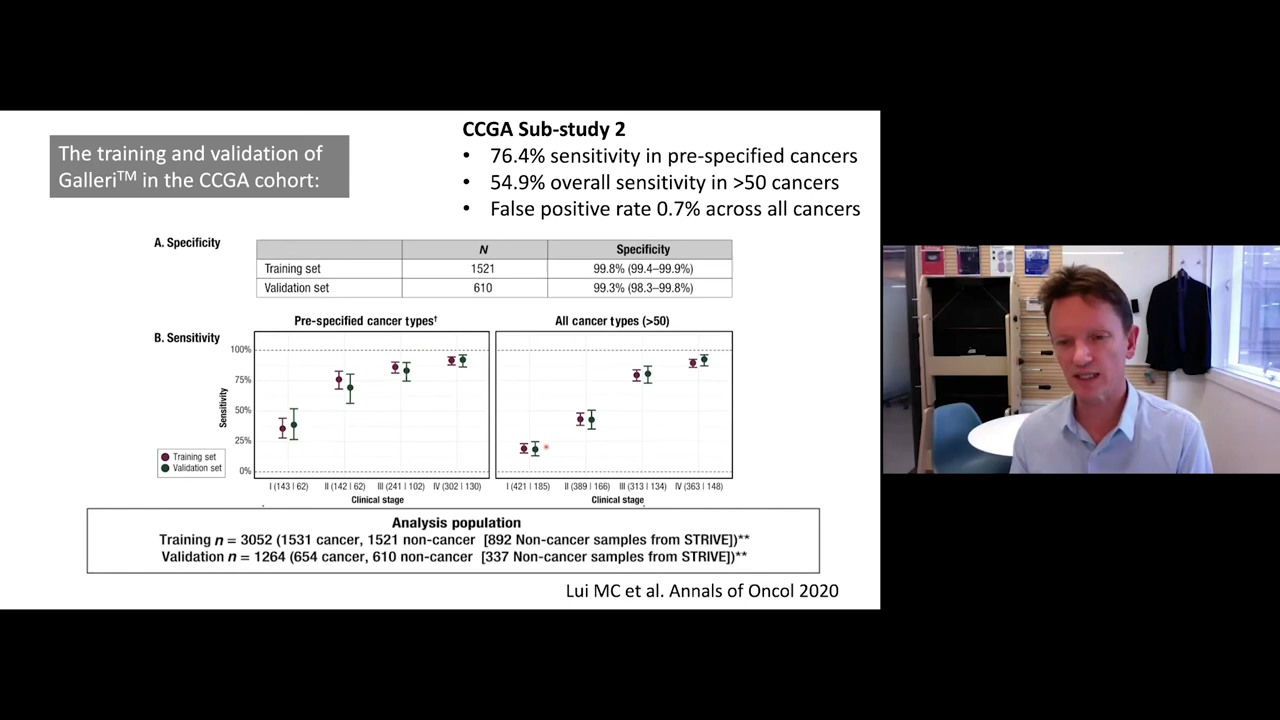 The training and validation of
Galleri™ in the CCGA cohort:
CCGA Sub-study 2
• 76.4% sensitivity in pre-specified cancers
• 54.9% overall sensitivity in >50 cancers
• False positive rate 0.7% across all cancers
A. Specificity
N Specificity
Training set 1521 99.8% (99.4–99.9%)
Validation set 610 99.3% (98.3–99.8%)
B. Sensitivity
Pre-specified cancer types†
All cancer types (>50)
Sensitivity
100%
75%
50%
25%
0%
Training set
Validation set
I (143 | 62) II (142 | 62) III (241 | 102) IV (302 | 130)
Clinical stage
I (421 | 185) II (389 | 166) III (313 | 134) IV (363 | 148)
Clinical stage
Analysis population
Training n = 3052 (1531 cancer, 1521 non-cancer [892 Non-cancer samples from STRIVE])**
Validation n = 1264 (654 cancer, 610 non-cancer [337 Non-cancer samples from STRIVE])**
Lui MC et al. Annals of Oncol 2020